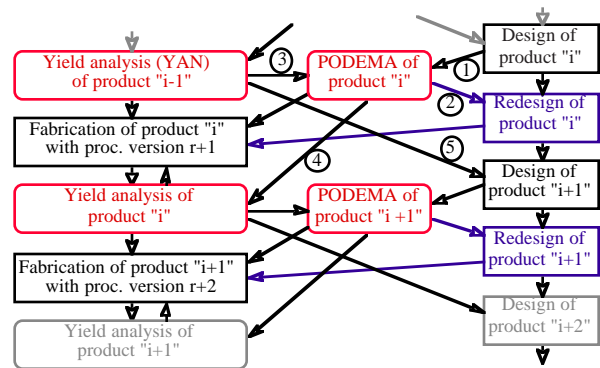 Design of
product "i"
Yield analysis (YAN)
of product "i-1"
3
PODEMA of
product "i"
1
2
Redesign of
product "i"
Fabrication of product "i"
with proc. version r+1
4
5
Design of
product "i+1"
Yield analysis of
product "i"
PODEMA of
product "i +1"
Redesign of
product "i+1"
Fabrication of product "i+1"
with proc. version r+2
Design of
product "i+2"
Yield analysis of
product "i+1"